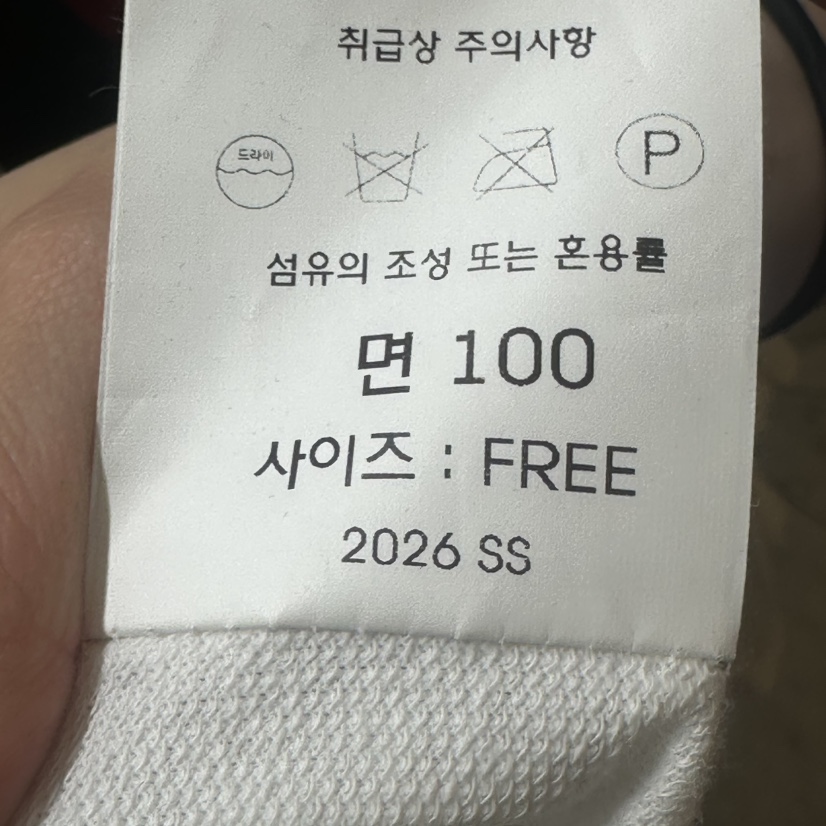 취급상 주의사항
드라이 P
섬유의 조성 또는 혼용률
면 100
사이즈 : FREE
2026 SS